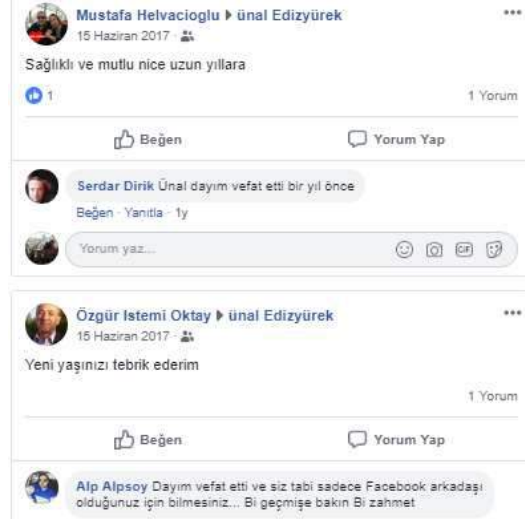 Mustafa Helvacioglu ▶ ünal Edizyürek
15 Haziran 2017 ·
Sağlıklı ve mutlu nice uzun yıllara
1
1 Yorum
Beğen
Yorum Yap
Serdar Dirik Ünal dayım vefat etti bir yıl önce
Beğen · Yanıtla · 1y
Yorum yaz...
GIF
Özgür Istemi Oktay ▶ ünal Edizyürek
15 Haziran 2017 ·
Yeni yaşınızı tebrik ederim
1 Yorum
Beğen
Yorum Yap
Alp Alpsoy Dayım vefat etti ve siz tabi sadece Facebook arkadaşı
olduğunuz için bilmesiniz... Bi geçmişe bakın Bi zahmet